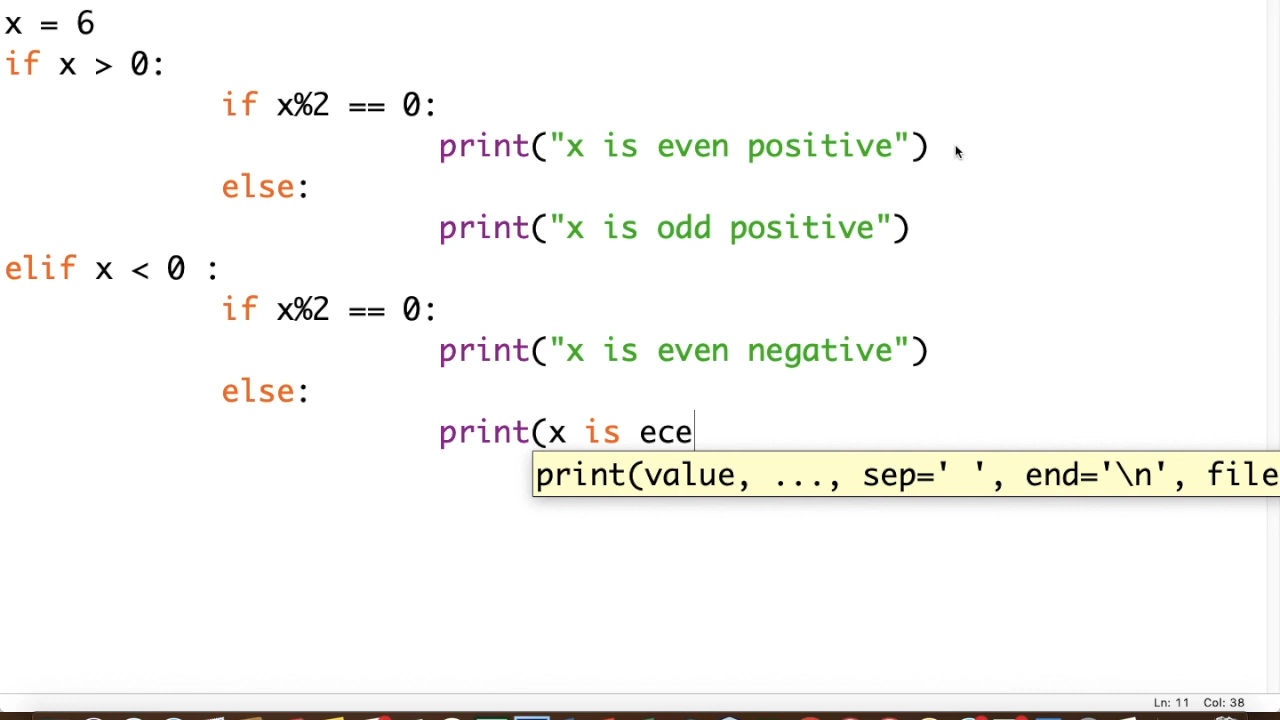 x = 6
if x > 0:
if x%2 == 0:
print("x is even positive")
else:
print("x is odd positive")
elif x < 0 :
if x%2 == 0:
print("x is even negative")
else:
print(x is ece
print(value, ..., sep=' ', end='\n', file
Ln: 11 Col: 38